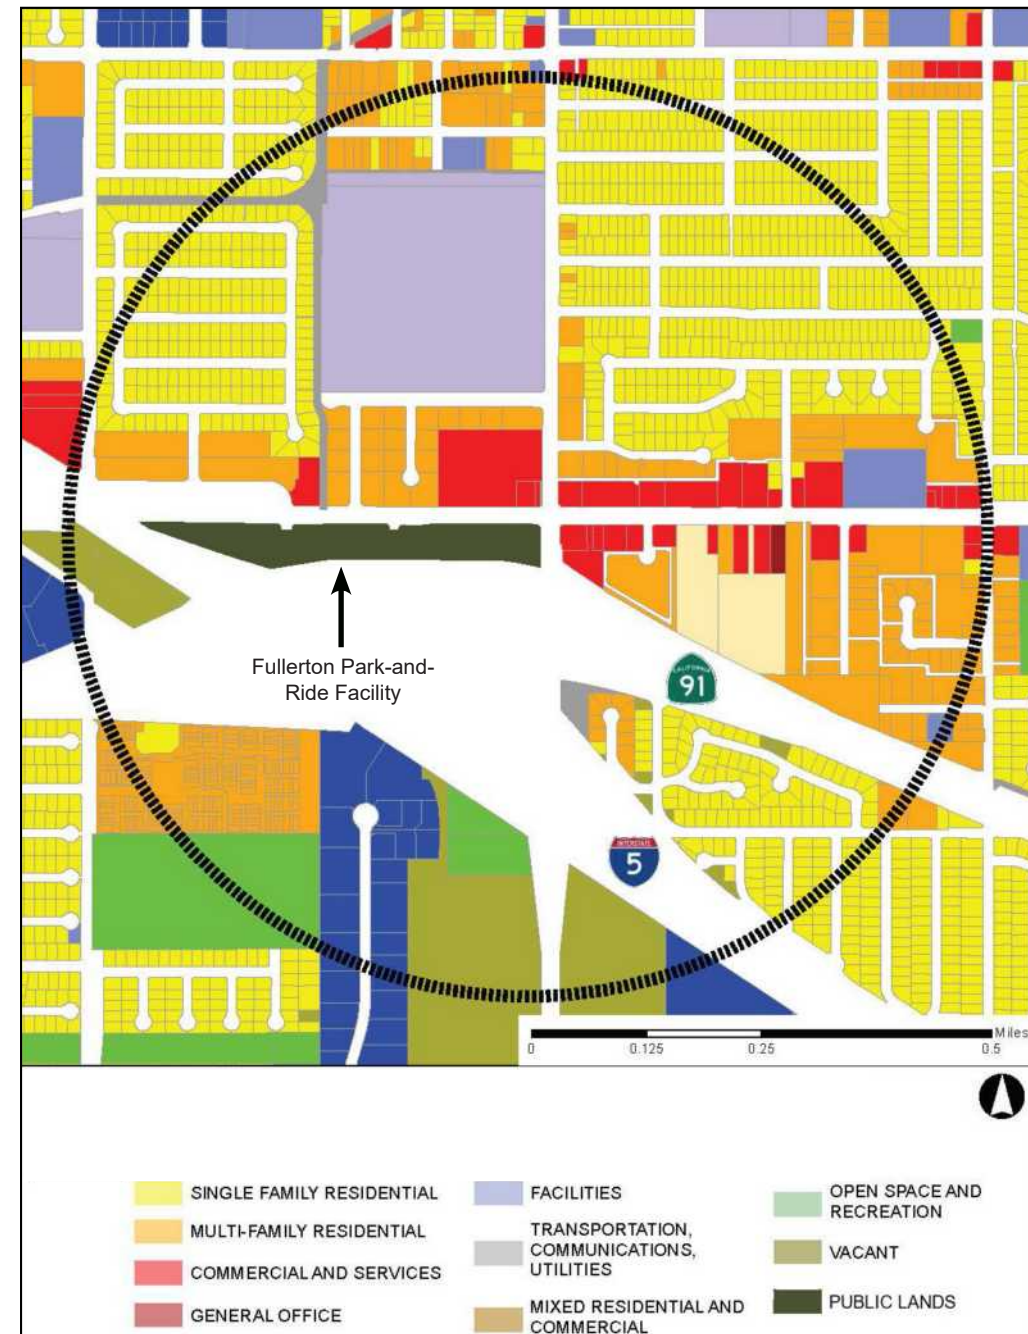 Fullerton Park-and-
Ride Facility
CALIFORNIA
91
INTERSTATE
5
Miles
0
0.125
0.25
0.5
SINGLE FAMILY RESIDENTIAL
MULTI-FAMILY RESIDENTIAL
COMMERCIAL AND SERVICES
GENERAL OFFICE
FACILITIES
TRANSPORTATION,
COMMUNICATIONS,
UTILITIES
MIXED RESIDENTIAL AND
COMMERCIAL
OPEN SPACE AND
RECREATION
VACANT
PUBLIC LANDS